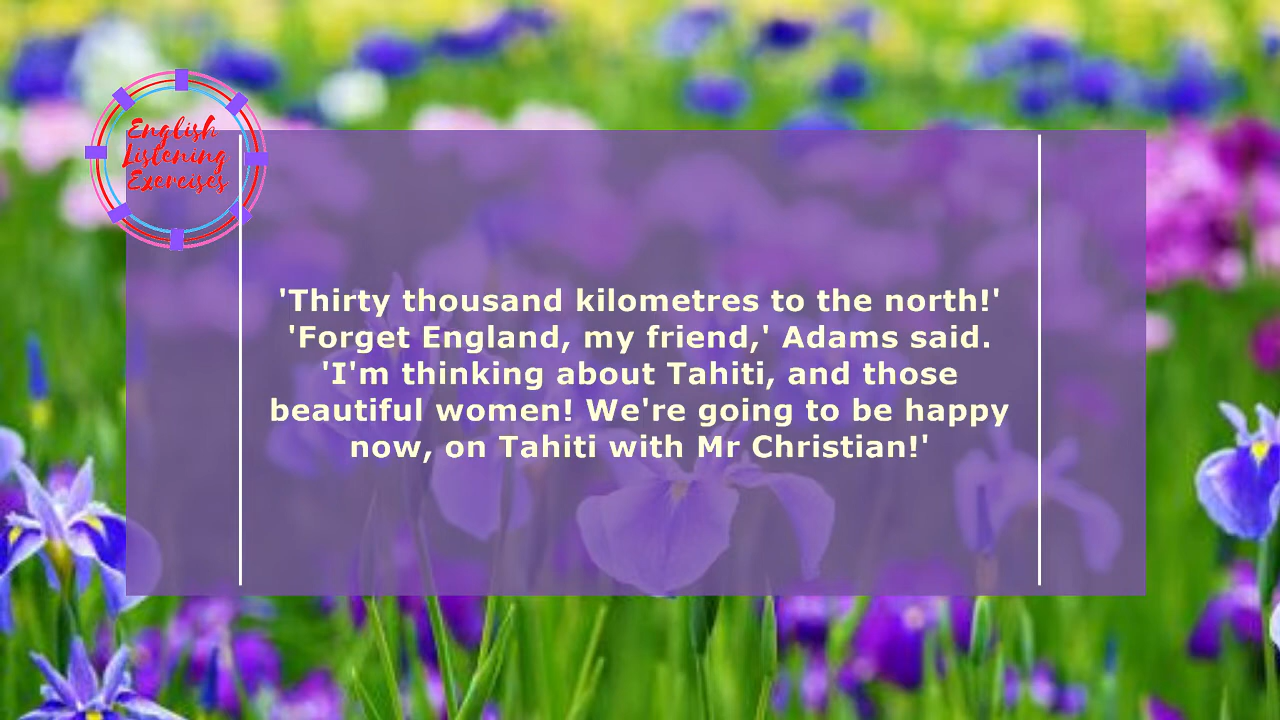 English
Listening
Exercises
'Thirty thousand kilometres to the north!'
'Forget England, my friend,' Adams said.
'I'm thinking about Tahiti, and those
beautiful women! We're going to be happy
now, on Tahiti with Mr Christian!'